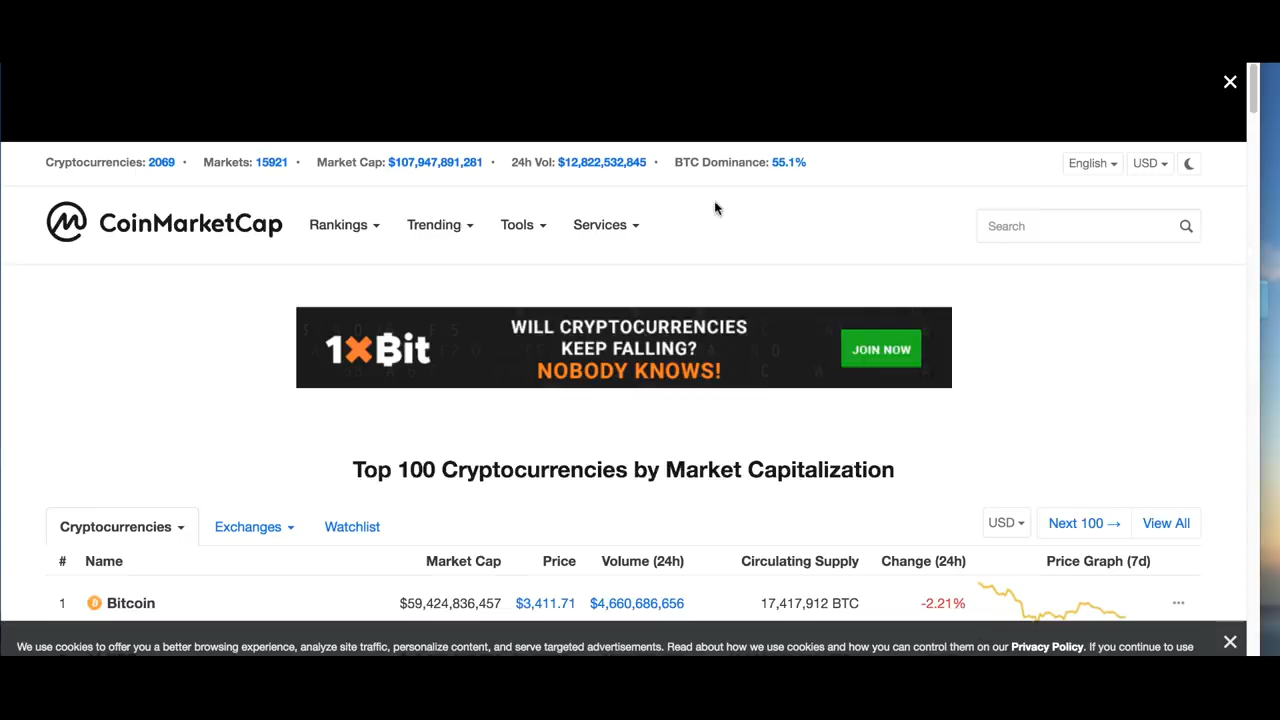 Cryptocurrencies: 2069 • Markets: 15921 • Market Cap: $107,947,891,281 • 24h Vol: $12,822,532,845 • BTC Dominance: 55.1% English USD
CoinMarketCap Rankings Trending Tools Services Search
1xBit
WILL CRYPTOCURRENCIES
KEEP FALLING?
NOBODY KNOWS!
JOIN NOW
Top 100 Cryptocurrencies by Market Capitalization
Cryptocurrencies Exchanges Watchlist USD Next 100 → View All
# Name Market Cap Price Volume (24h) Circulating Supply Change (24h) Price Graph (7d)
1 Bitcoin $59,424,836,457 $3,411.71 $4,660,686,656 17,417,912 BTC -2.21%
We use cookies to offer you a better browsing experience, analyze site traffic, personalize content, and serve targeted advertisements. Read about how we use cookies and how you can control them on our Privacy Policy. If you continue to use